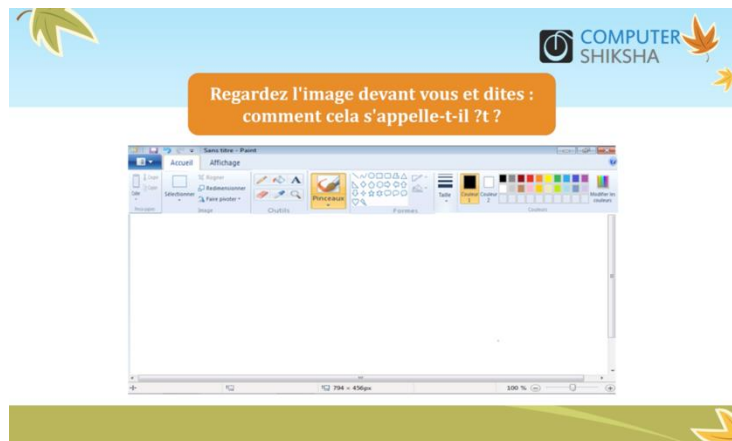 COMPUTER
SHIKSHA
Regardez l'image devant vous et dites :
comment cela s'appelle-t-il ?t ?
Sans titre - Paint
Accueil Affichage
Sélectionner
Rogner
Redimensionner
Faire pivoter
Image
Outils
Pinceaux
Formes
Taille
Couleur 1
Couleur 2
Modifier les couleurs
Couleurs
794 × 456px
100 %